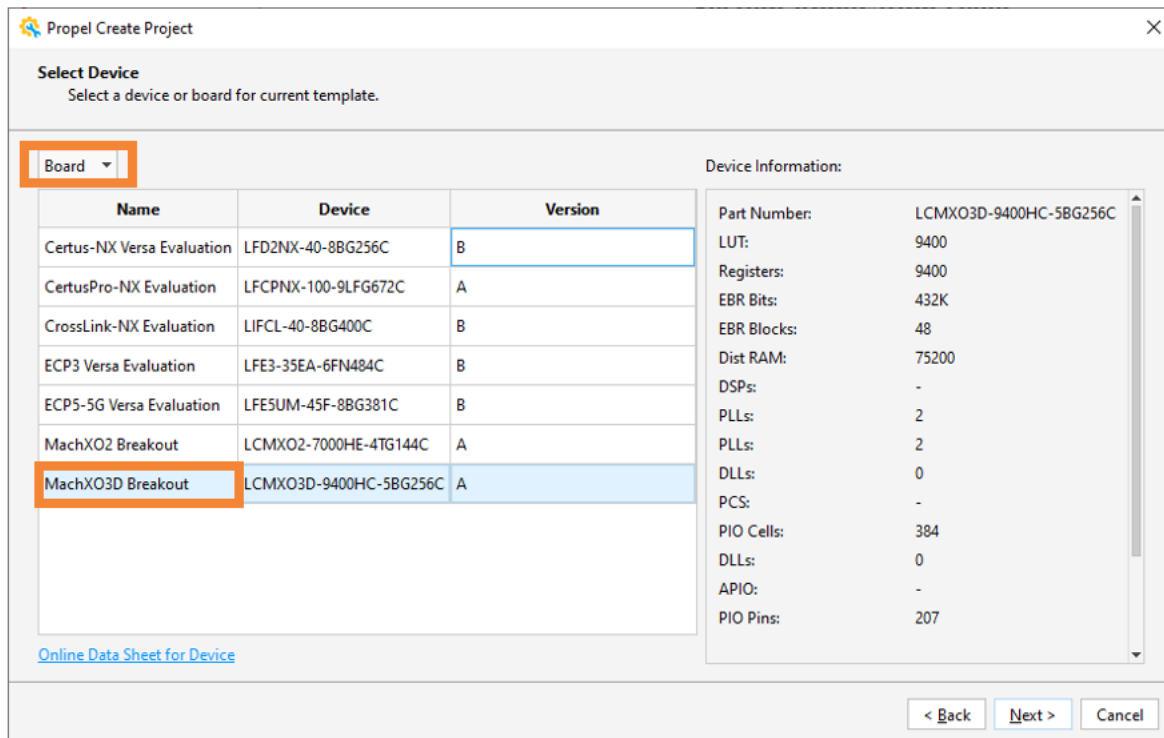 Propel Create Project
Select Device
Select a device or board for current template.
Board
Device Information:
Name Device Version
Certus-NX Versa Evaluation LFD2NX-40-8BG256C B
CertusPro-NX Evaluation LFCPNX-100-9LFG672C A
CrossLink-NX Evaluation LIFCL-40-8BG400C B
ECP3 Versa Evaluation LFE3-35EA-6FN484C B
ECP5-5G Versa Evaluation LFE5UM-45F-8BG381C B
MachXO2 Breakout LCMXO2-7000HE-4TG144C A
MachXO3D Breakout LCMXO3D-9400HC-5BG256C A
Part Number: LCMXO3D-9400HC-5BG256C
LUT: 9400
Registers: 9400
EBR Bits: 432K
EBR Blocks: 48
Dist RAM: 75200
DSPs: -
PLLs: 2
PLLs: 2
DLLs: 0
PCS: -
PIO Cells: 384
DLLs: 0
APIO: -
PIO Pins: 207
Online Data Sheet for Device
< Back Next > Cancel